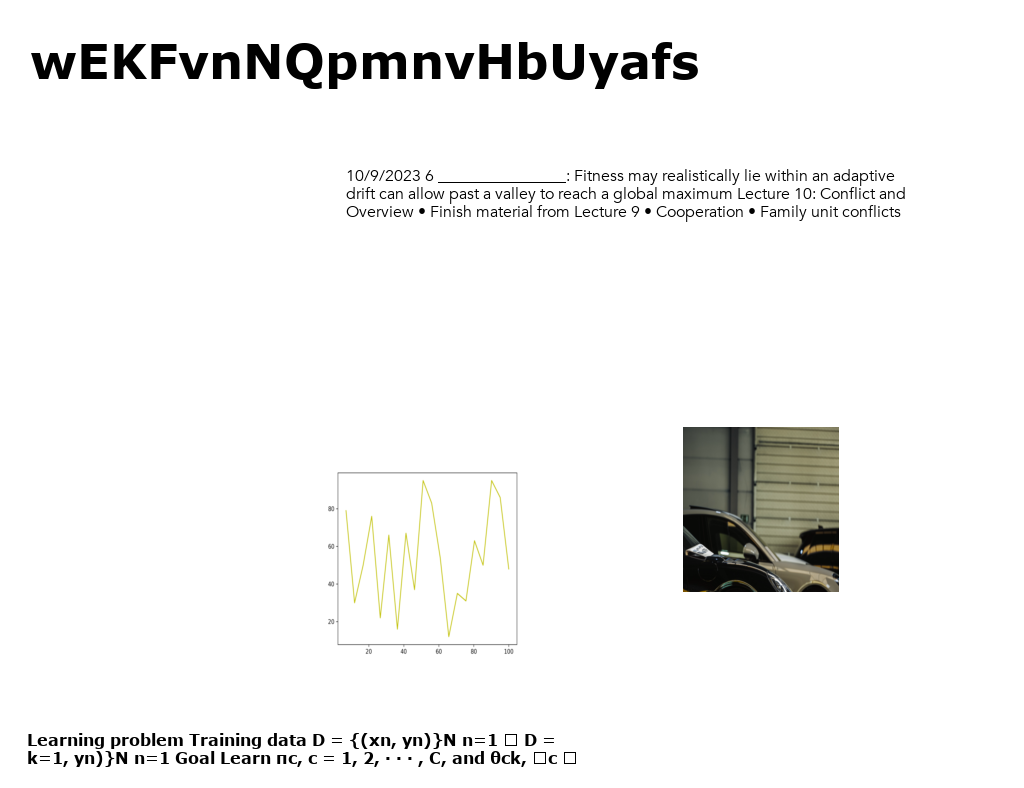 wEKFvnNQpmnvHbUyafs
10/9/2023 6 ________________: Fitness may realistically lie within an adaptive
drift can allow past a valley to reach a global maximum Lecture 10: Conflict and
Overview • Finish material from Lecture 9 • Cooperation • Family unit conflicts
80
60
40
20
20 40 60 80 100
Learning problem Training data D = {(xn, yn)}N n=1 □ D =
k=1, yn)}N n=1 Goal Learn πc, c = 1, 2, · · · , C, and θck, □c □